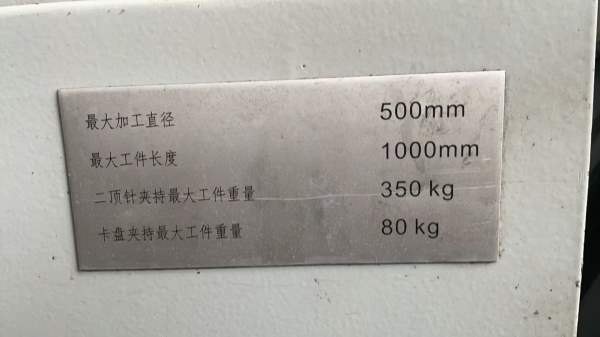 最大加工直径 500mm
最大工件长度 1000mm
二顶针夹持最大工件重量 350 kg
卡盘夹持最大工件重量 80 kg